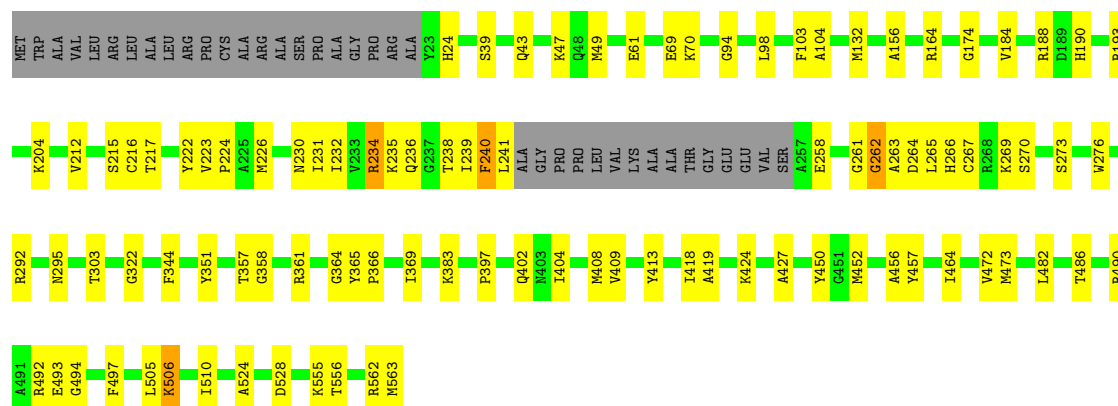 MET TRP ALA VAL LEU LEU ARG LEU LEU ALA LEU LEU ARG PRO CYS ALA ARG ALA SER PRO ALA GLY PRO ARG ALA Y23 H24 S39 Q43 K47 Q48 M49 E61 E69 K70 G94 L98 F103 A104 M132 A156 R164 G174 V184 R188 D189 H190
K204 V212 S215 C216 T217 Y222 V223 P224 A225 M226 N230 I231 I232 V233 R234 K235 Q236 G237 T238 I239 F240 L241 ALA GLY PRO PRO LEU VAL LYS ALA ALA THR GLY GLU GLU VAL SER A257 E258 G261 G262 A263 D264 L265 H266 C267 R268 K269 S270 S273 W276
R292 N295 T303 G322 F344 Y351 T357 G358 R361 G364 Y365 P366 I369 K383 P397 Q402 N403 I404 M408 V409 Y413 I418 A419 K424 A427 Y450 G451 M452 A456 Y457 I464 V472 M473 L482 T486
A491 R492 E493 G494 F497 L505 K506 I510 A524 D528 K555 T556 R562 M563